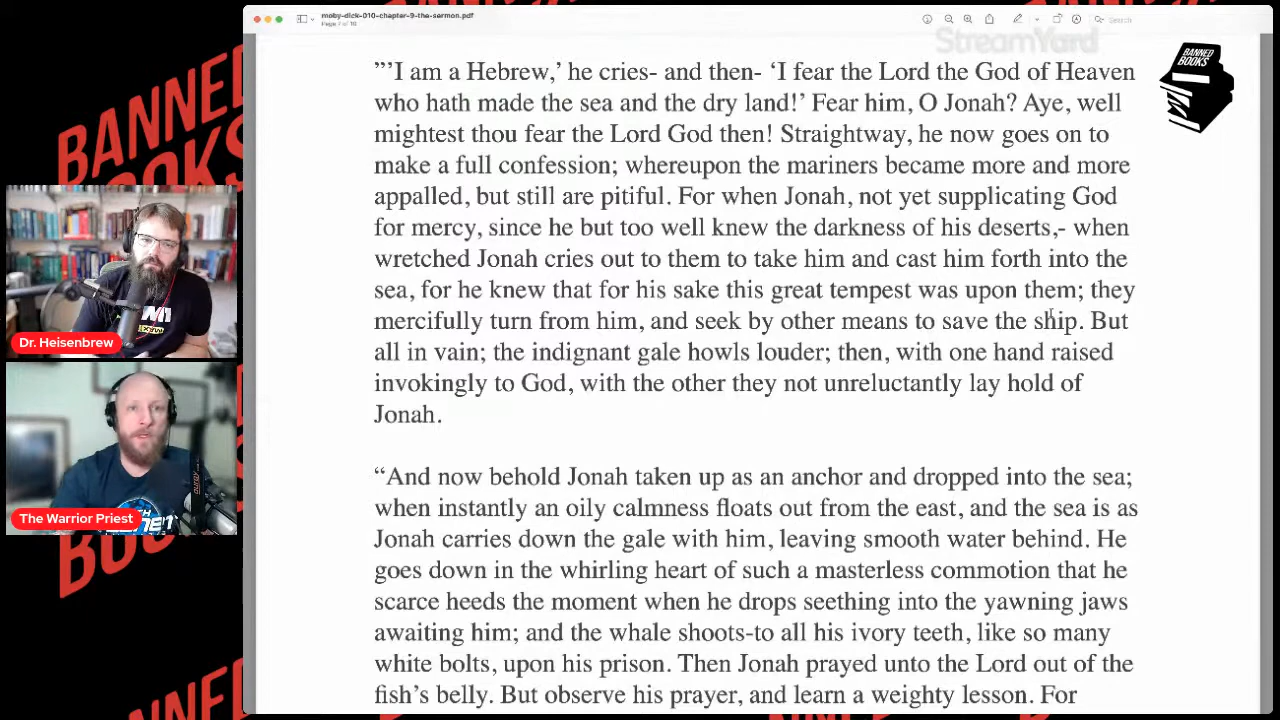 moby-dick-010-chapter-9-the-sermon.pdf
Page 7 of 10
Search
StreamYard
BANNED
BOOKS
”’I am a Hebrew,’ he cries- and then- ‘I fear the Lord the God of Heaven
who hath made the sea and the dry land!’ Fear him, O Jonah? Aye, well
mightest thou fear the Lord God then! Straightway, he now goes on to
make a full confession; whereupon the mariners became more and more
appalled, but still are pitiful. For when Jonah, not yet supplicating God
for mercy, since he but too well knew the darkness of his deserts,- when
wretched Jonah cries out to them to take him and cast him forth into the
sea, for he knew that for his sake this great tempest was upon them; they
mercifully turn from him, and seek by other means to save the ship. But
all in vain; the indignant gale howls louder; then, with one hand raised
invokingly to God, with the other they not unreluctantly lay hold of
Jonah.
“And now behold Jonah taken up as an anchor and dropped into the sea;
when instantly an oily calmness floats out from the east, and the sea is as
Jonah carries down the gale with him, leaving smooth water behind. He
goes down in the whirling heart of such a masterless commotion that he
scarce heeds the moment when he drops seething into the yawning jaws
awaiting him; and the whale shoots-to all his ivory teeth, like so many
white bolts, upon his prison. Then Jonah prayed unto the Lord out of the
fish’s belly. But observe his prayer, and learn a weighty lesson. For
BANNED
BOOKS
Dr. Heisenbrew
The Warrior Priest